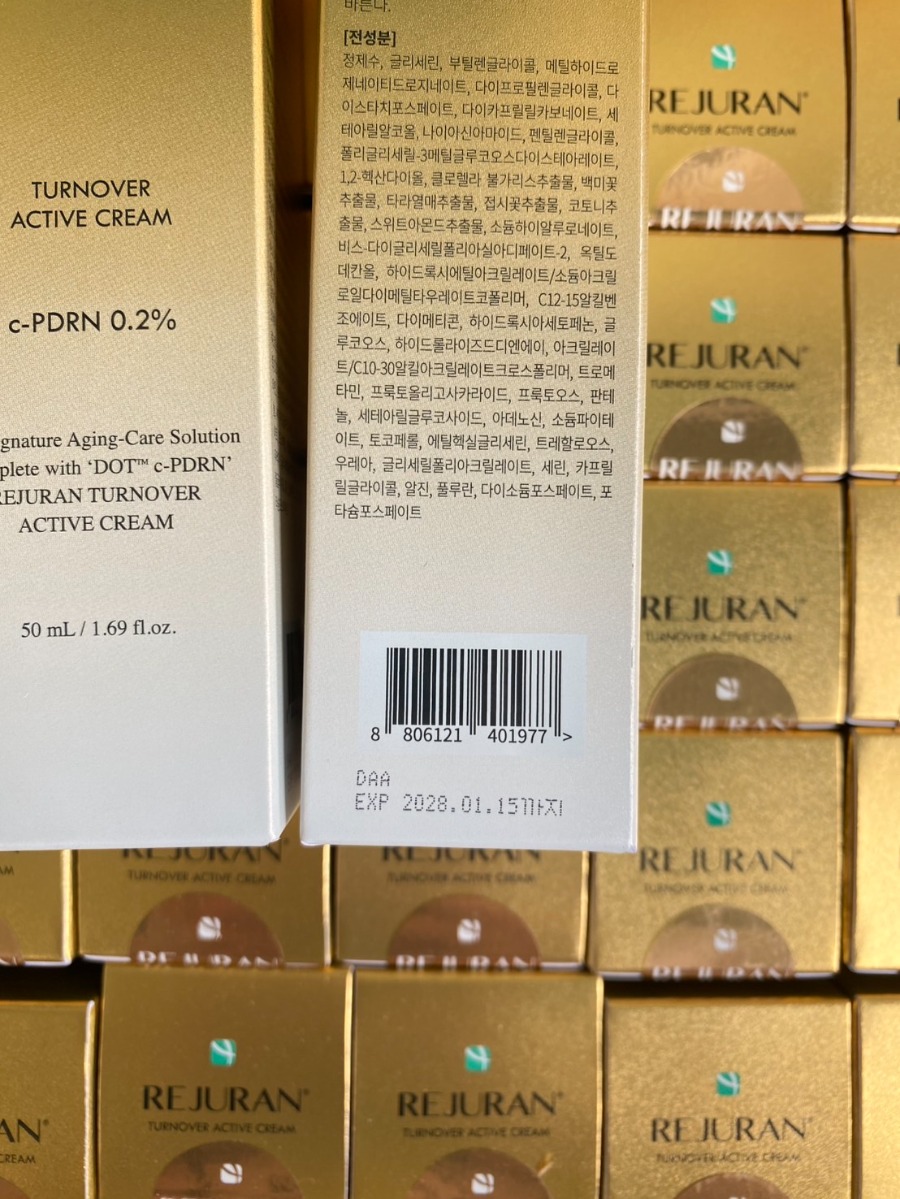 TURNOVER
ACTIVE CREAM
c-PDRN 0.2%
Aging-Care Solution
with ‘DOT™ c-PDRN’
REJURAN TURNOVER
ACTIVE CREAM
50 mL / 1.69 fl.oz.
바른다.
[전성분]
정제수, 글리세린, 부틸렌글라이콜, 메틸하이드로
제네이티드로지네이트, 다이프로필렌글라이콜, 다
이스타치포스페이트, 다이카프릴릴카보네이트, 세
테아릴알코올, 나이아신아마이드, 펜틸렌글라이콜,
폴리글리세릴-3메틸글루코오스다이스테아레이트,
1,2-헥산다이올, 클로렐라 불가리스추출물, 백미꽃
추출물, 타라열매추출물, 접시꽃추출물, 코토니추
출물, 스위트아몬드추출물, 소듐하이알루로네이트,
비스-다이글리세릴폴리아실아디페이트-2, 옥틸도
데칸올, 하이드록시에틸아크릴레이트/소듐아크릴
로일다이메틸타우레이트코폴리머, C12-15알킬벤
조에이트, 다이메티콘, 하이드록시아세토페논, 글
루코오스, 하이드롤라이즈드디엔에이, 아크릴레이
트/C10-30알킬아크릴레이트크로스폴리머, 트로메
타민, 프룩토올리고사카라이드, 프룩토오스, 판테
놀, 세테아릴글루코사이드, 아데노신, 소듐파이테
이트, 토코페롤, 에틸헥실글리세린, 트레할로오스,
우레아, 글리세릴폴리아크릴레이트, 세린, 카프릴
릴글라이콜, 알진, 풀루란, 다이소듐포스페이트, 포
타슘포스페이트
8 806121 401977 >
DAA
EXP 2028.01.15까지
REJURAN®
TURNOVER ACTIVE CREAM
REJURAN
REJURAN®
TURNOVER ACTIVE CREAM
REJURAN
REJURAN®
TURNOVER ACTIVE CREAM
REJURAN
REJURAN®
TURNOVER ACTIVE CREAM
REJURAN
REJURAN
TURNOVER ACTIVE CREAM
REJURAN
REJURAN
TURNOVER ACTIVE CREAM
REJURAN
REJURAN®
TURNOVER ACTIVE CREAM
REJURAN®
TURNOVER ACTIVE CREAM
REJURAN®
TURNOVER ACTIVE CREAM
CREAM